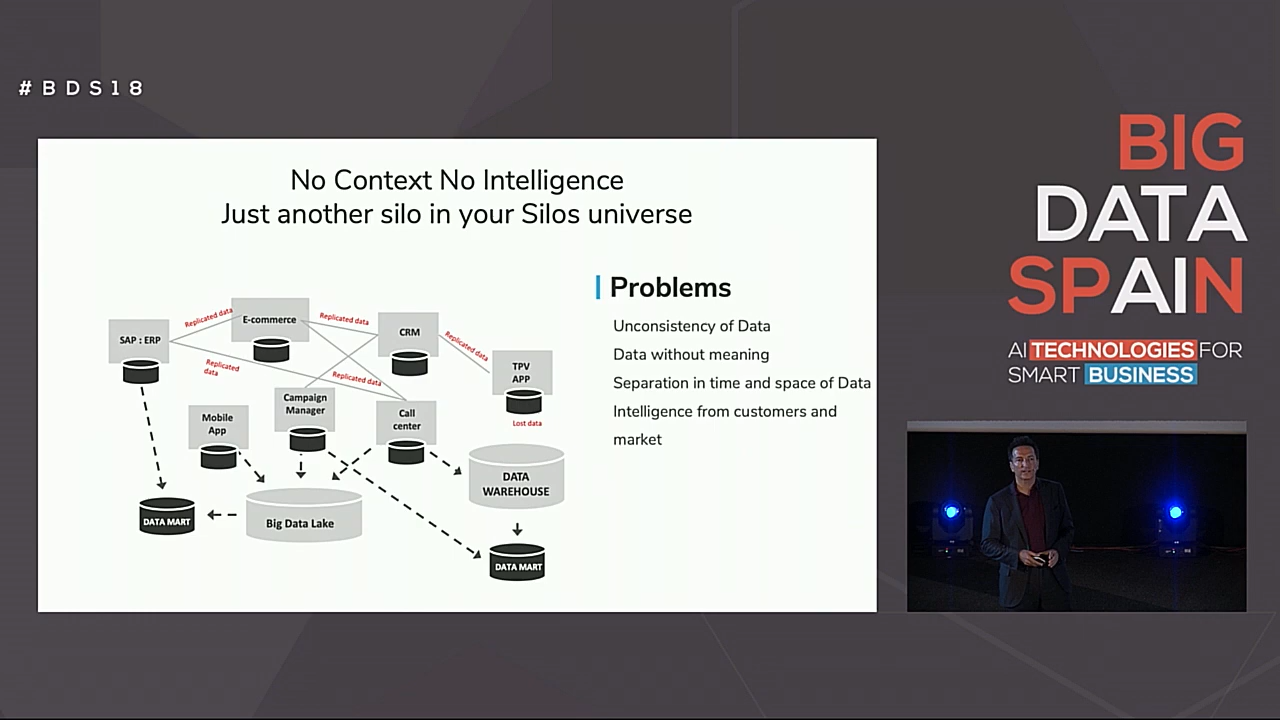 #BDS18
No Context No Intelligence
Just another silo in your Silos universe
Problems
Unconsistency of Data
Data without meaning
Separation in time and space of Data
Intelligence from customers and
market
SAP : ERP
Replicated data
E-commerce
Replicated data
CRM
Replicated data
TPV
APP
Replicated
data
Replicated data
Campaign
Manager
Call
center
Mobile
App
Lost data
DATA
WAREHOUSE
DATA MART
Big Data Lake
DATA MART
BIG
DATA
SPAIN
AI TECHNOLOGIES FOR
SMART BUSINESS